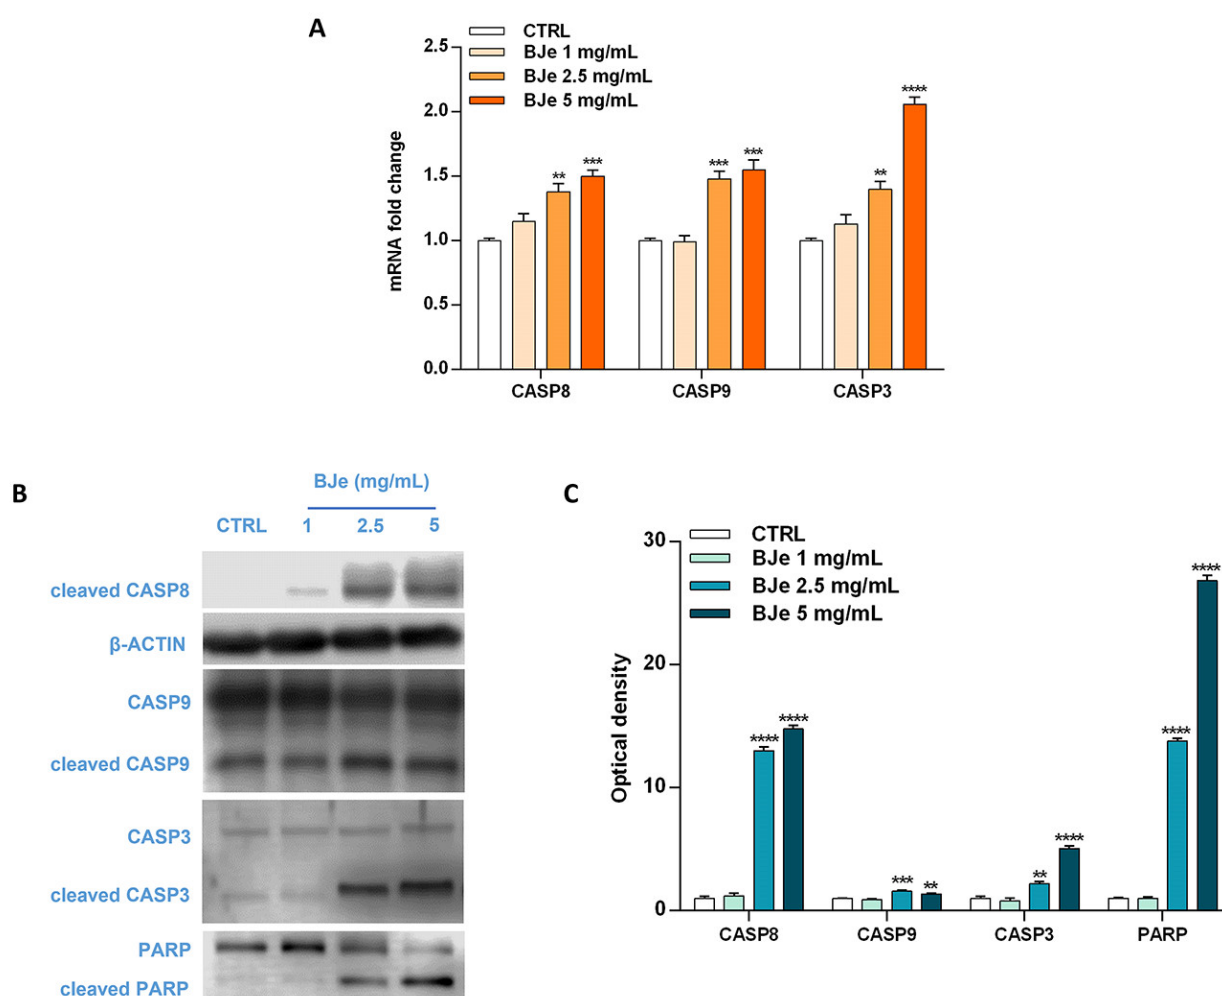 A
CTRL
BJe 1 mg/mL
BJe 2.5 mg/mL
BJe 5 mg/mL
mRNA fold change
2.5
2.0
1.5
1.0
0.5
0.0
** *** *** *** ** ****
CASP8 CASP9 CASP3
B
BJe (mg/mL)
CTRL 1 2.5 5
cleaved CASP8
β-ACTIN
CASP9
cleaved CASP9
CASP3
cleaved CASP3
PARP
cleaved PARP
C
CTRL
BJe 1 mg/mL
BJe 2.5 mg/mL
BJe 5 mg/mL
Optical density
30
20
10
0
**** **** *** ** ** **** **** ****
CASP8 CASP9 CASP3 PARP